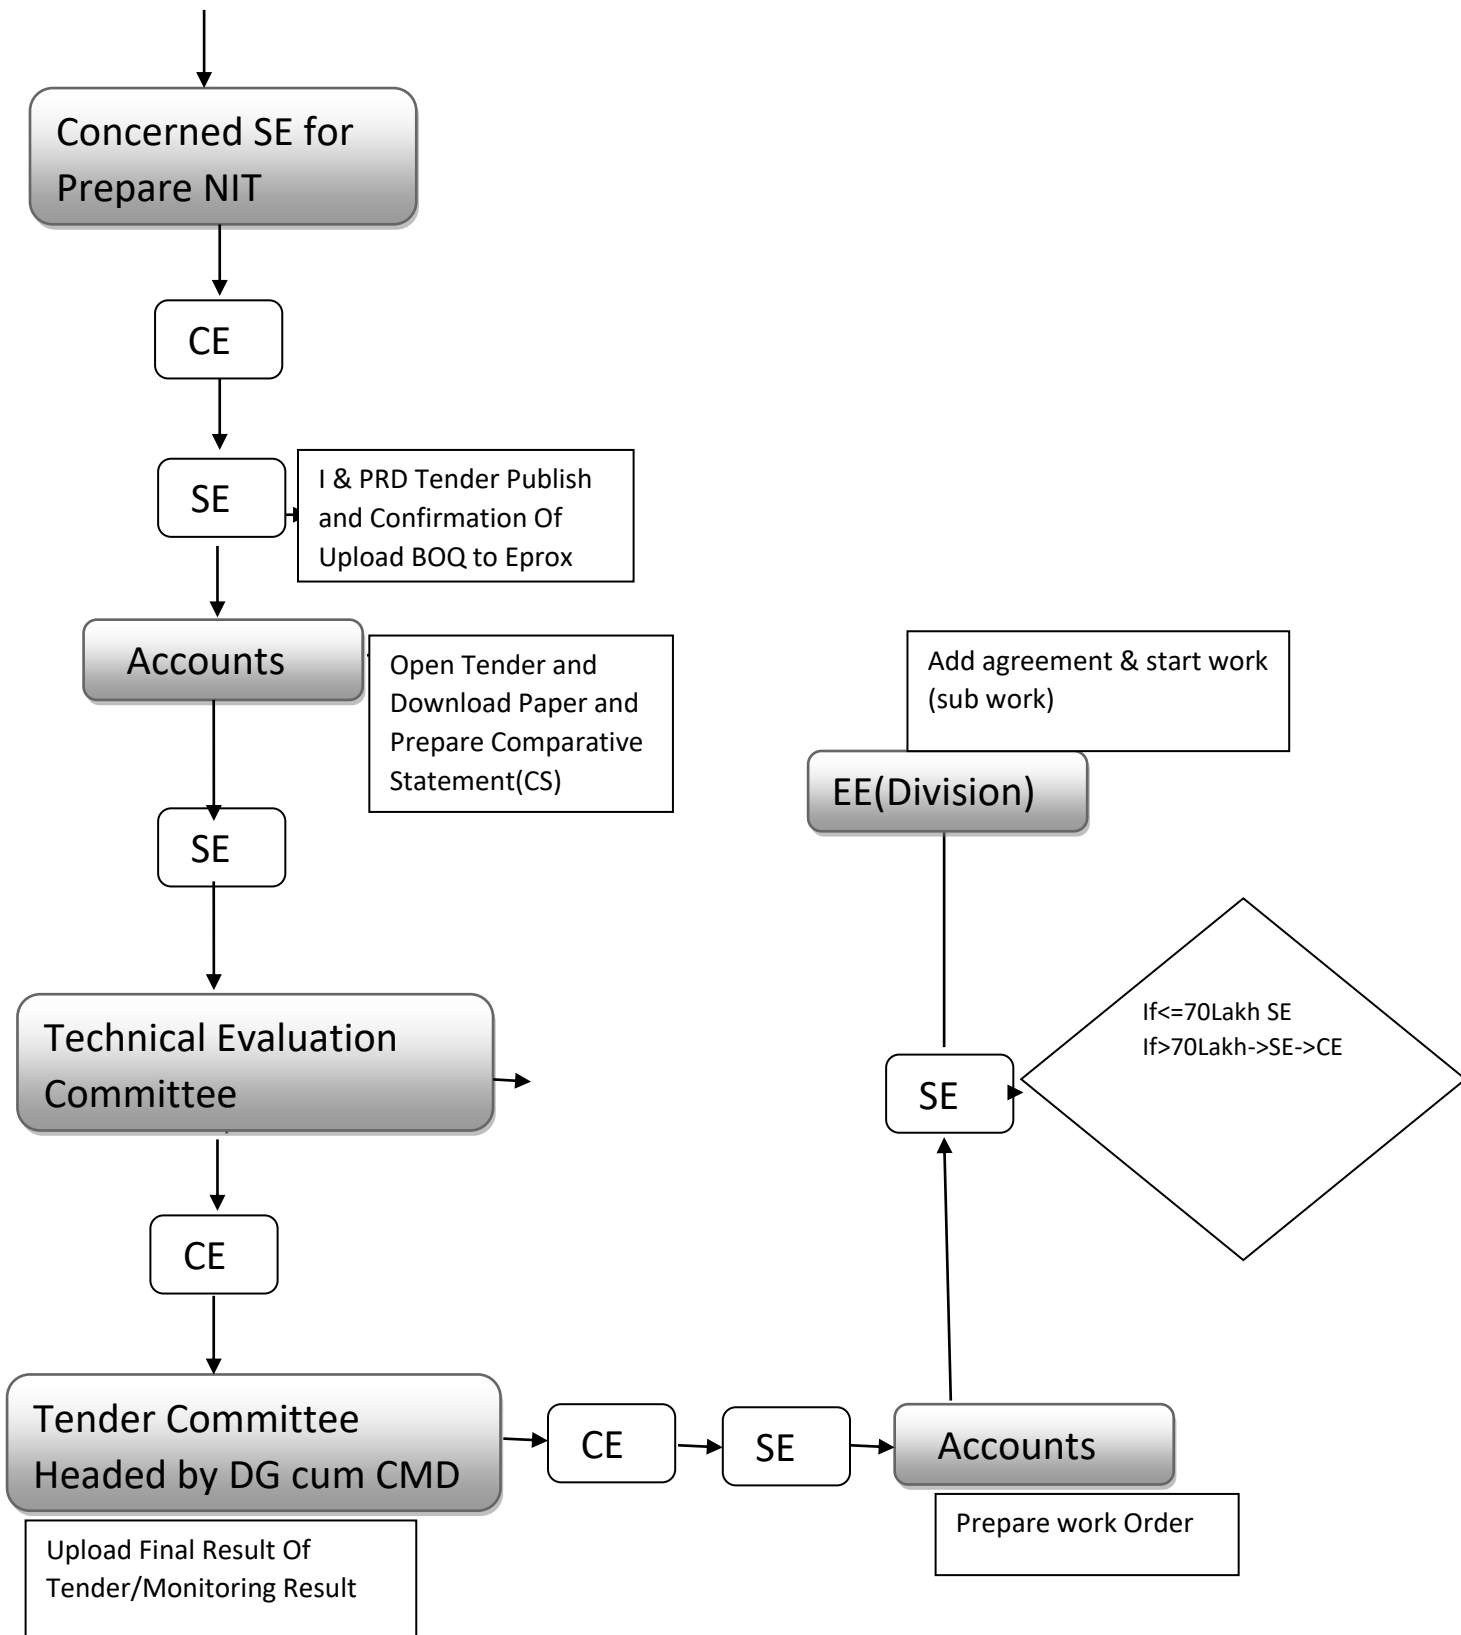 Concerned SE for
Prepare NIT
CE
SE
I & PRD Tender Publish
and Confirmation Of
Upload BOQ to Eprox
Accounts
Open Tender and
Download Paper and
Prepare Comparative
Statement(CS)
SE
Technical Evaluation
Committee
CE
Tender Committee
Headed by DG cum CMD
Upload Final Result Of
Tender/Monitoring Result
CE
SE
Accounts
Prepare work Order
SE
If<=70Lakh SE
If>70Lakh->SE->CE
EE(Division)
Add agreement & start work
(sub work)